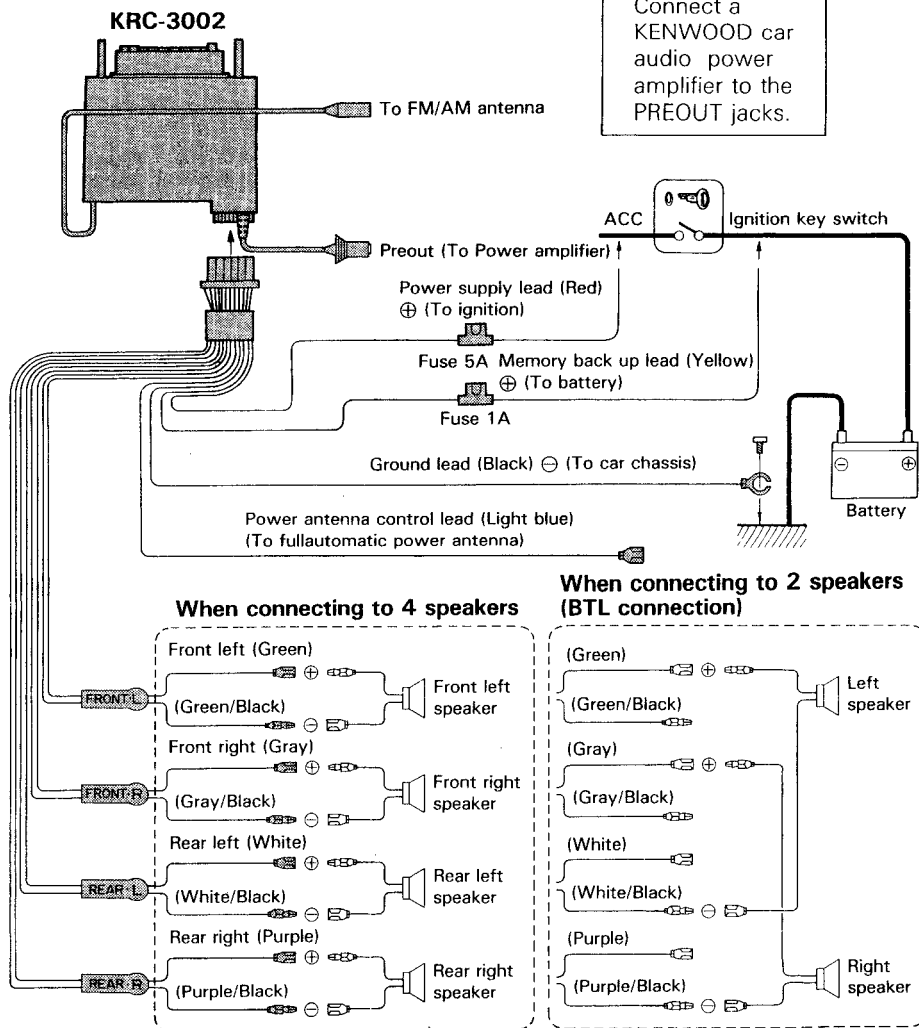 KRC-3002
Connect a
KENWOOD car
audio power
amplifier to the
PREOUT jacks.
To FM/AM antenna
ACC
Ignition key switch
Preout (To Power amplifier)
Power supply lead (Red)
⊕ (To ignition)
Fuse 5A
Memory back up lead (Yellow)
⊕ (To battery)
Fuse 1A
Ground lead (Black) ⊖ (To car chassis)
⊖
⊕
Battery
Power antenna control lead (Light blue)
(To fullautomatic power antenna)
When connecting to 4 speakers
Front left (Green)
⊕
FRONT·L
(Green/Black)
⊖
Front left
speaker
Front right (Gray)
⊕
FRONT·R
(Gray/Black)
⊖
Front right
speaker
Rear left (White)
⊕
REAR·L
(White/Black)
⊖
Rear left
speaker
Rear right (Purple)
⊕
REAR·R
(Purple/Black)
⊖
Rear right
speaker
When connecting to 2 speakers
(BTL connection)
(Green)
⊕
(Green/Black)
Left
speaker
(Gray)
⊕
(Gray/Black)
(White)
(White/Black)
⊖
(Purple)
(Purple/Black)
⊖
Right
speaker